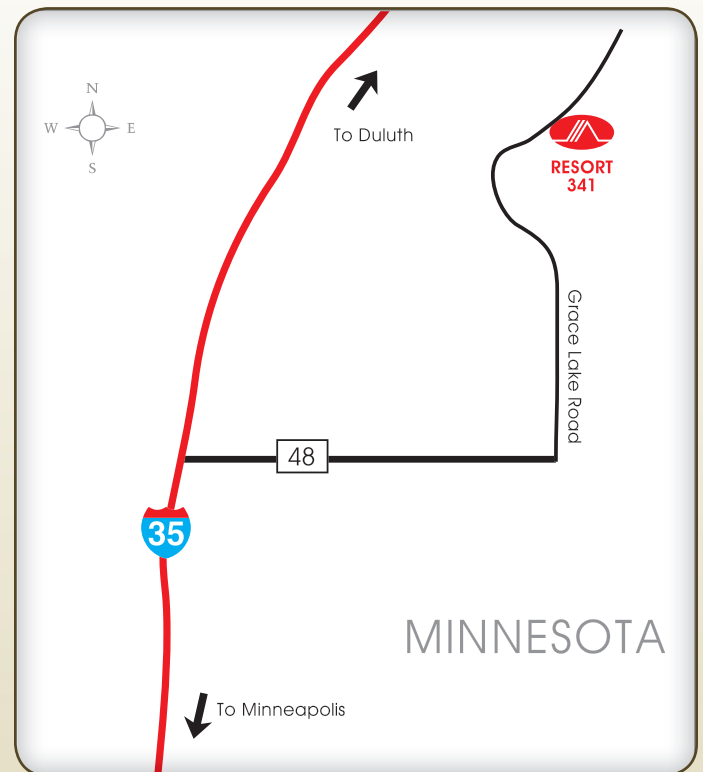 N
W E
S
To Duluth
RESORT
341
Grace Lake Road
48
35
MINNESOTA
To Minneapolis